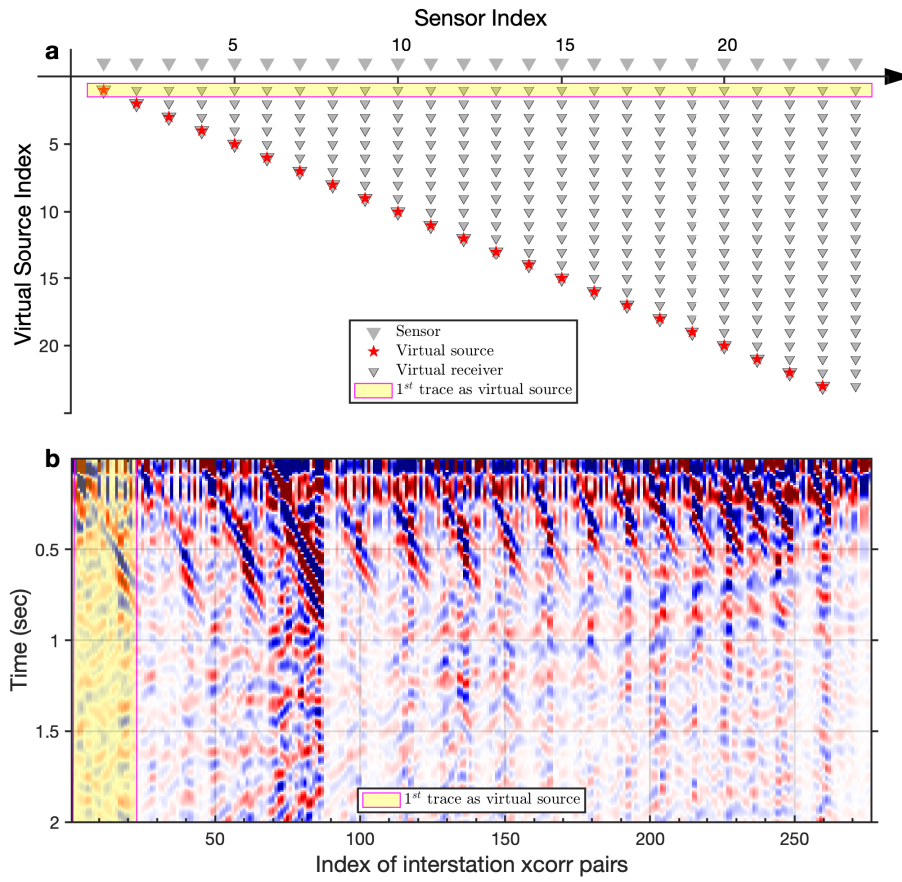 Sensor Index
a
5 10 15 20
Virtual Source Index
5
10
15
20
Sensor
Virtual source
Virtual receiver
1st trace as virtual source
b
Time (sec)
0.5
1
1.5
2
1st trace as virtual source
50 100 150 200 250
Index of interstation xcorr pairs